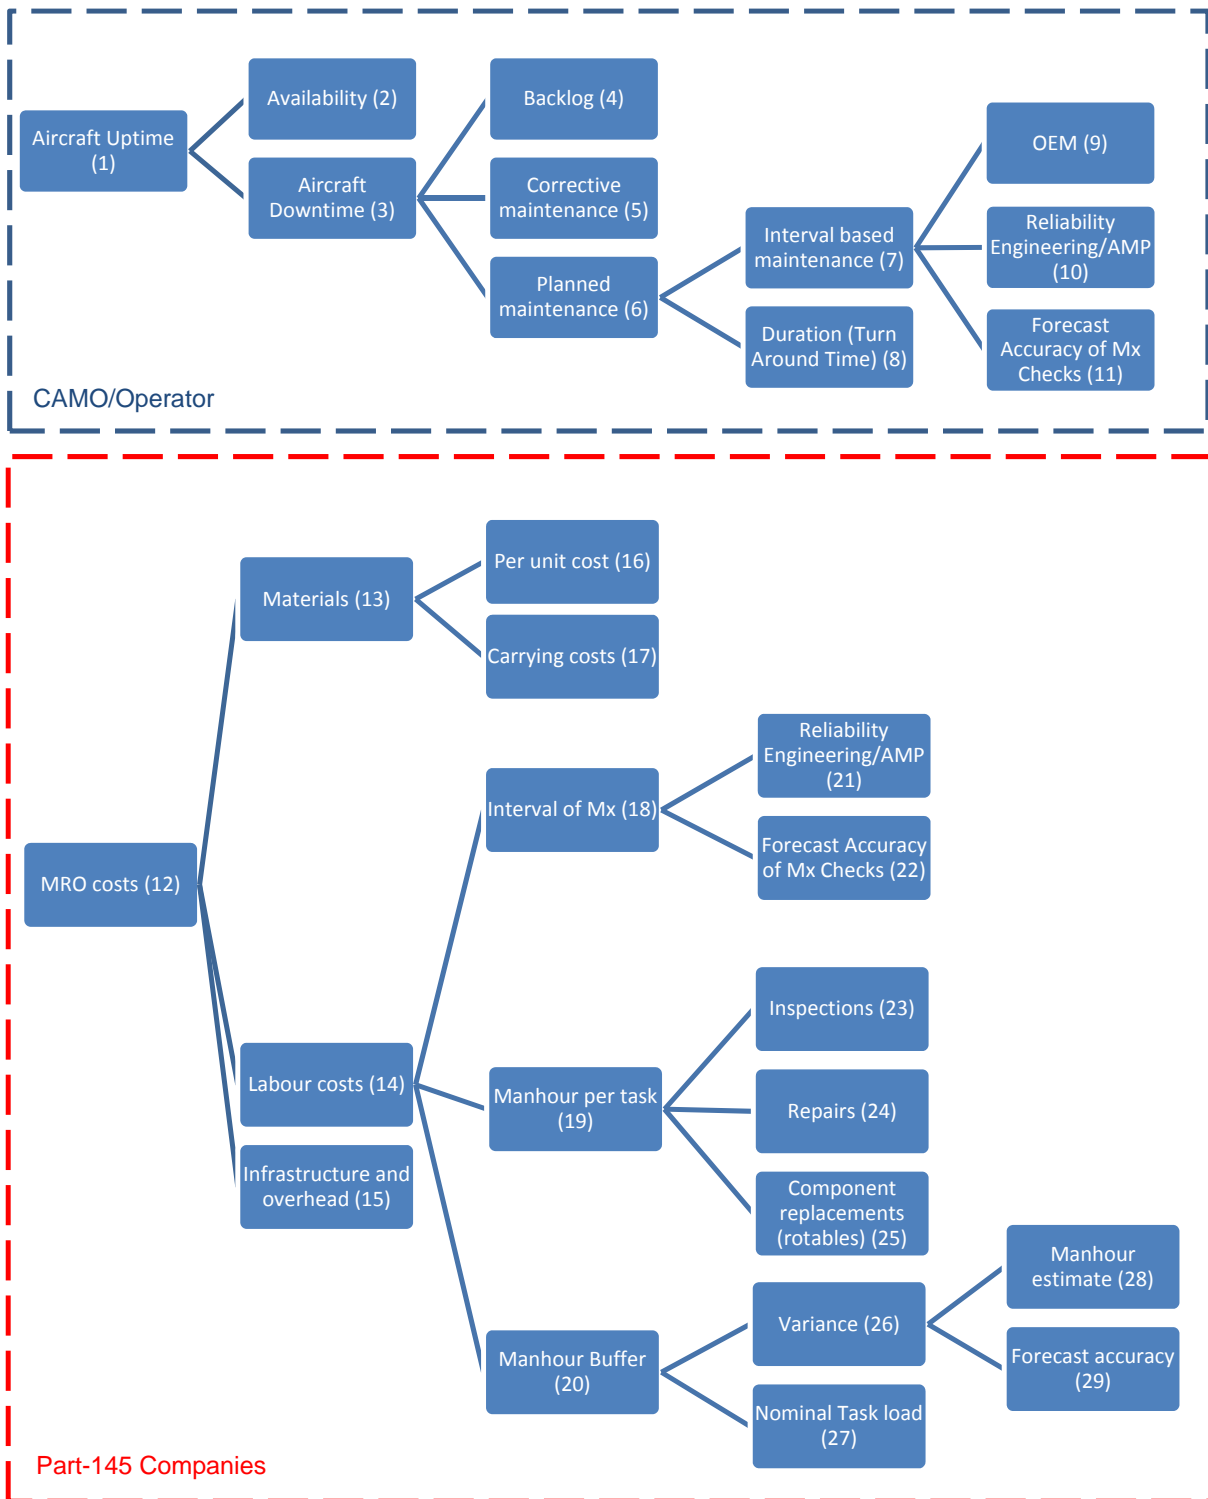 Availability (2)
Backlog (4)
Aircraft Uptime
(1)
OEM (9)
Aircraft
Downtime (3)
Corrective
maintenance (5)
Interval based
maintenance (7)
Reliability
Engineering/AMP
(10)
Planned
maintenance (6)
Duration (Turn
Around Time) (8)
Forecast
Accuracy of Mx
Checks (11)
CAMO/Operator
Per unit cost (16)
Materials (13)
Carrying costs (17)
Reliability
Engineering/AMP
(21)
Interval of Mx (18)
Forecast Accuracy
of Mx Checks (22)
MRO costs (12)
Inspections (23)
Labour costs (14)
Manhour per task
(19)
Repairs (24)
Infrastructure and
overhead (15)
Component
replacements
(rotables) (25)
Manhour
estimate (28)
Variance (26)
Manhour Buffer
(20)
Forecast accuracy
(29)
Nominal Task load
(27)
Part-145 Companies